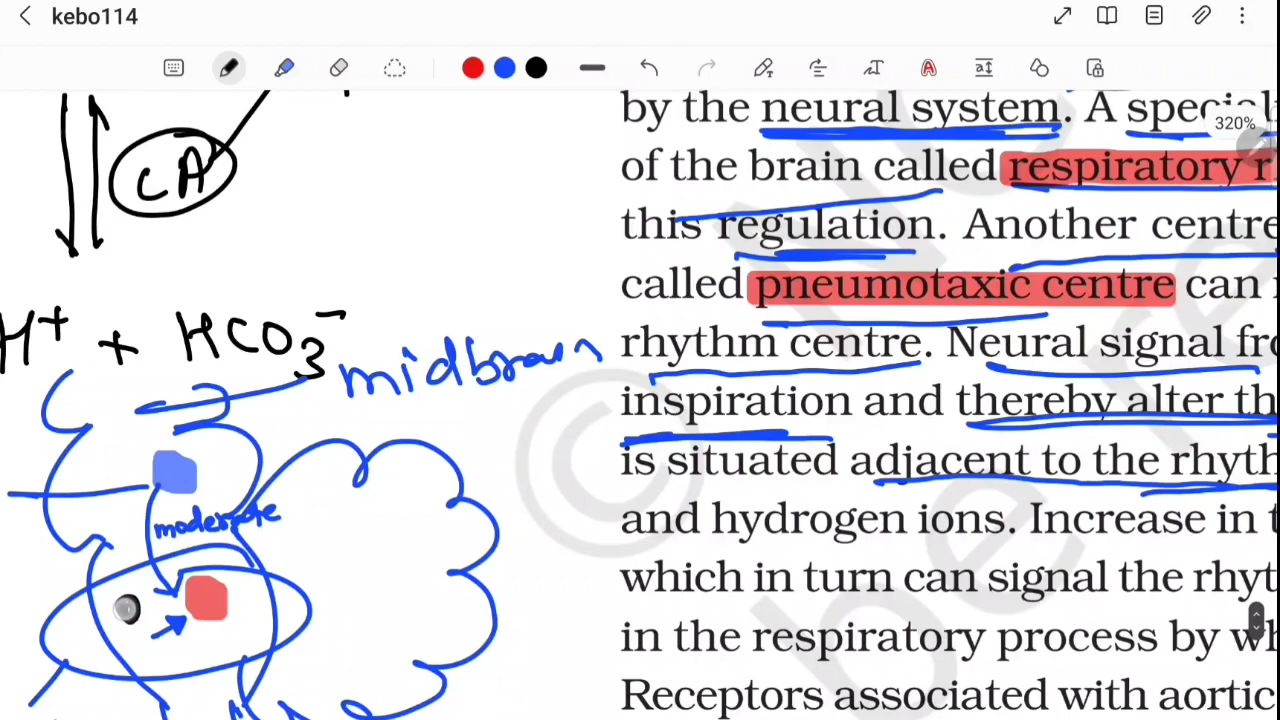 kebo114
320%
CA
H+ + HCO3-
midbrain
moderate
by the neural system. A special
of the brain called respiratory r
this regulation. Another centre
called pneumotaxic centre can
rhythm centre. Neural signal fro
inspiration and thereby alter th
is situated adjacent to the rhyth
and hydrogen ions. Increase in t
which in turn can signal the rhyt
in the respiratory process by wh
Receptors associated with aortic